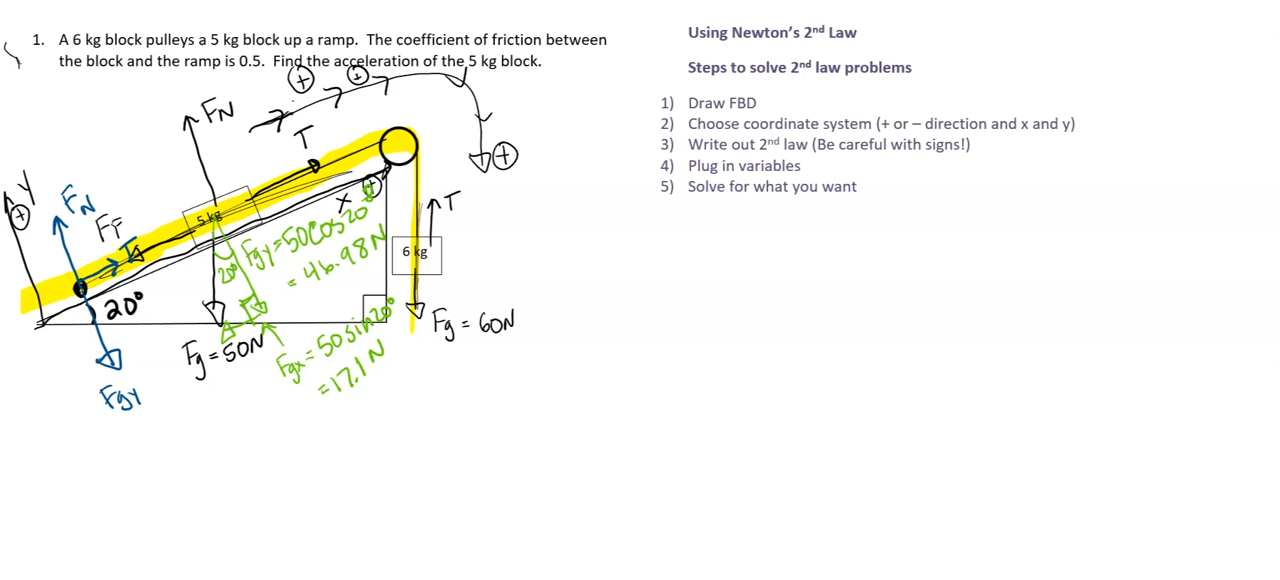 1. A 6 kg block pulleys a 5 kg block up a ramp. The coefficient of friction between
the block and the ramp is 0.5. Find the acceleration of the 5 kg block.
Using Newton's 2nd Law
Steps to solve 2nd law problems
1) Draw FBD
2) Choose coordinate system (+ or – direction and x and y)
3) Write out 2nd law (Be careful with signs!)
4) Plug in variables
5) Solve for what you want
+
+
FN
T
+
Y
+
FN
Ff
T
5 kg
X
+
T
6 kg
20°
Fgy = 50cos20°
= 46.98N
20°
Fg = 50N
Fgx = 50sin20°
= 17.1N
Fg = 60N
Fgy